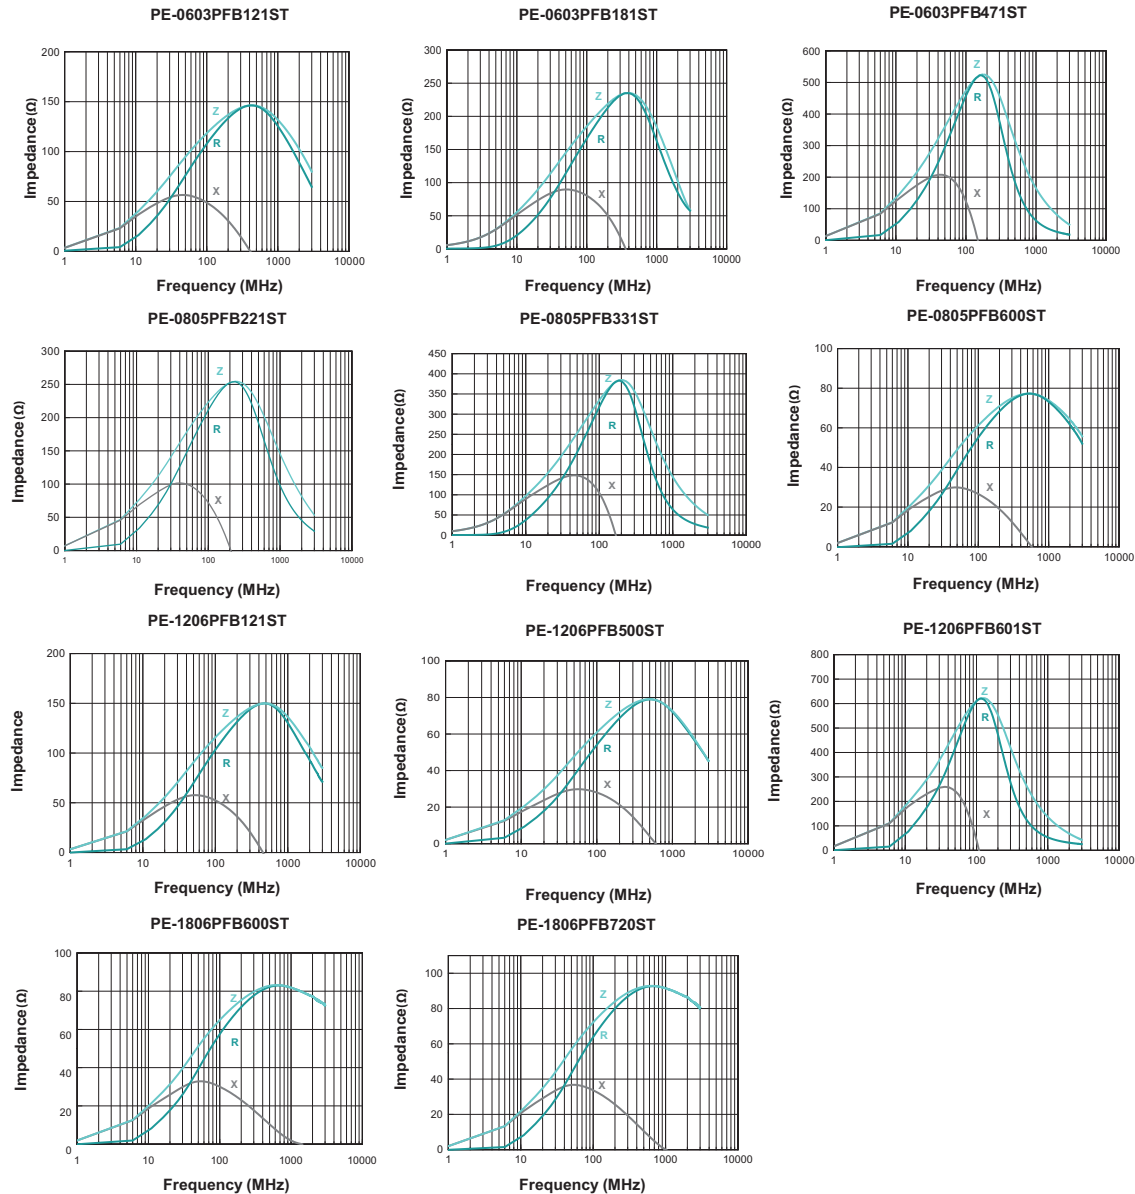 PE-0603PFB121ST
200
150
100
50
0
Impedance(Ω)
Z
R
X
1 10 100 1000 10000
Frequency (MHz)
PE-0603PFB181ST
300
250
200
150
100
50
0
Impedance(Ω)
Z
R
X
1 10 100 1000 10000
Frequency (MHz)
PE-0603PFB471ST
600
500
400
300
200
100
0
Impedance(Ω)
Z
R
X
1 10 100 1000 10000
Frequency (MHz)
PE-0805PFB221ST
300
250
200
150
100
50
0
Impedance(Ω)
Z
R
X
1 10 100 1000 10000
Frequency (MHz)
PE-0805PFB331ST
450
400
350
300
250
200
150
100
50
0
Impedance(Ω)
Z
R
X
1 10 100 1000 10000
Frequency (MHz)
PE-0805PFB600ST
100
80
60
40
20
0
Impedance(Ω)
Z
R
X
1 10 100 1000 10000
Frequency (MHz)
PE-1206PFB121ST
200
150
100
50
0
Impedance
Z
R
X
1 10 100 1000 10000
Frequency (MHz)
PE-1206PFB500ST
100
80
60
40
20
0
Impedance(Ω)
Z
R
X
1 10 100 1000 10000
Frequency (MHz)
PE-1206PFB601ST
800
700
600
500
400
300
200
100
0
Impedance(Ω)
Z
R
X
1 10 100 1000 10000
Frequency (MHz)
PE-1806PFB600ST
100
80
60
40
20
0
Impedance(Ω)
Z
R
X
1 10 100 1000 10000
Frequency (MHz)
PE-1806PFB720ST
100
80
60
40
20
0
Impedance(Ω)
Z
R
X
1 10 100 1000 10000
Frequency (MHz)